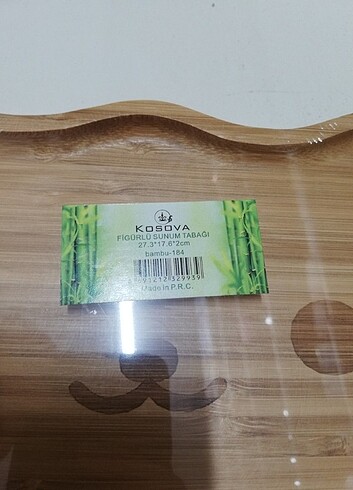 KOSOVA
FİGÜRLÜ SUNUM TABAĞI
27.3*17.6*2cm
bambu-184
Made in P.R.C.